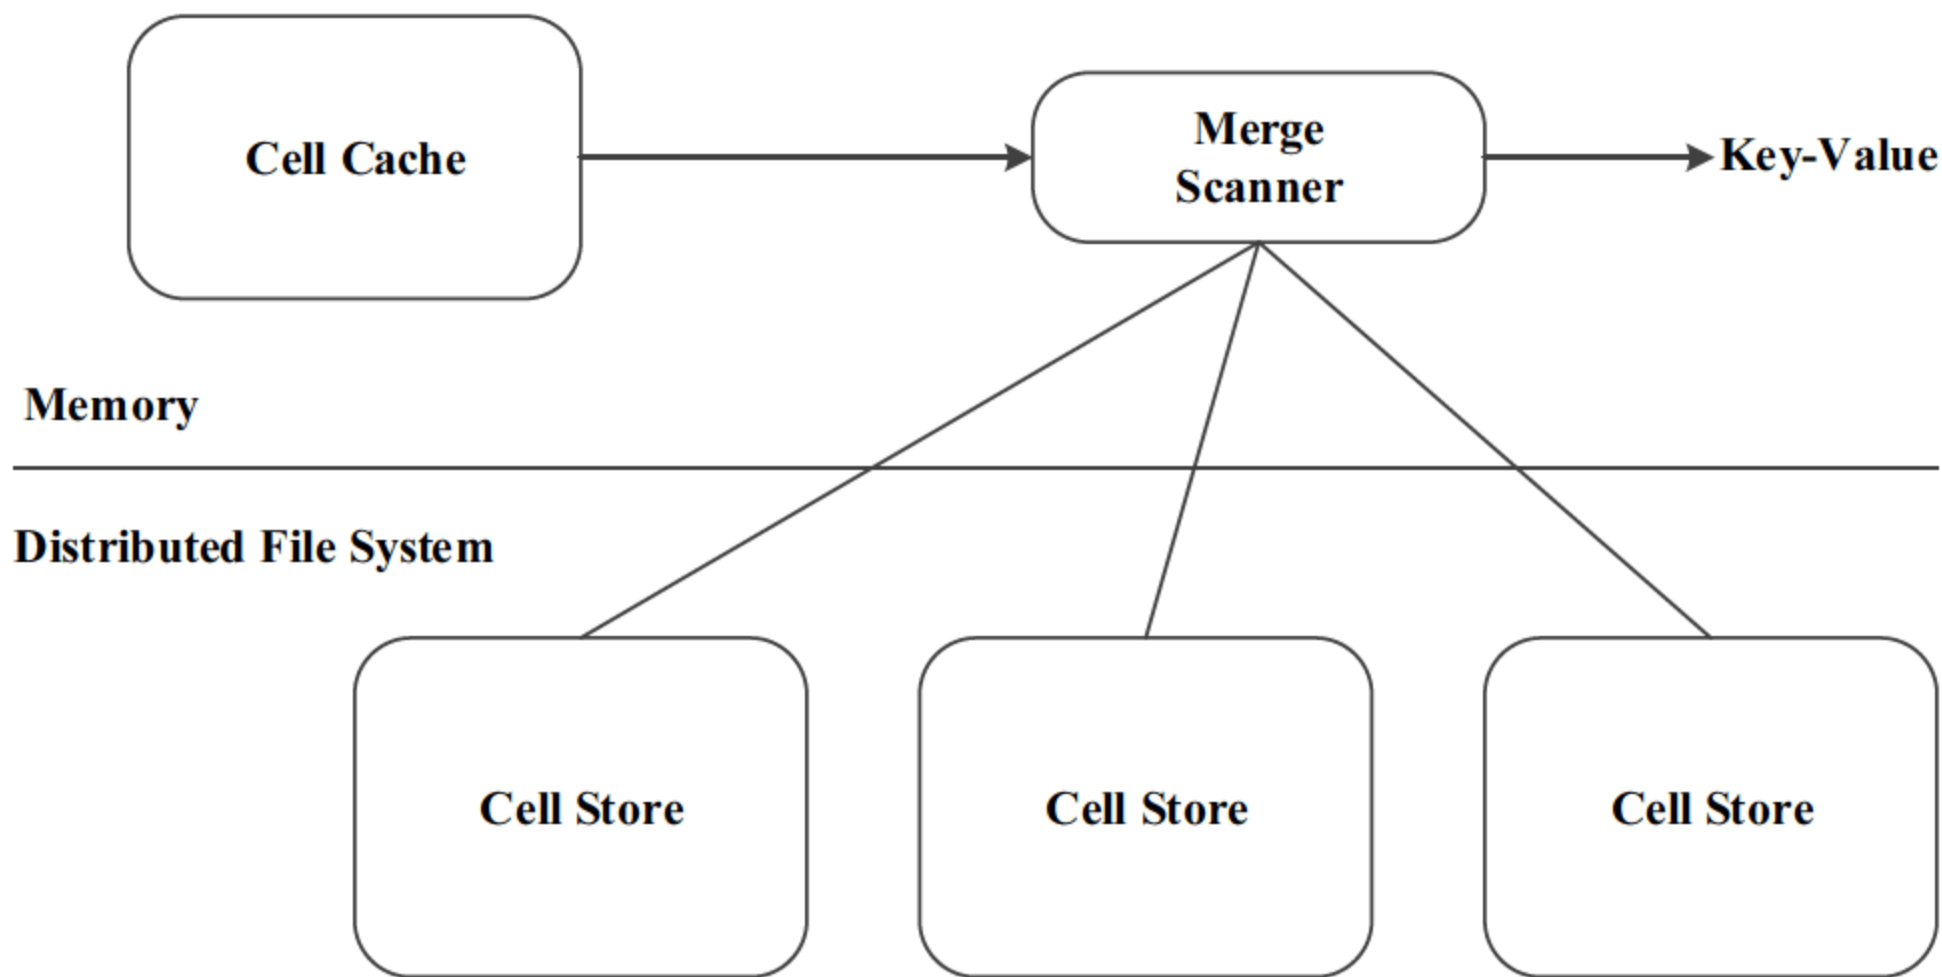 Cell Cache
Merge
Scanner
Key-Value
Memory
Distributed File System
Cell Store
Cell Store
Cell Store